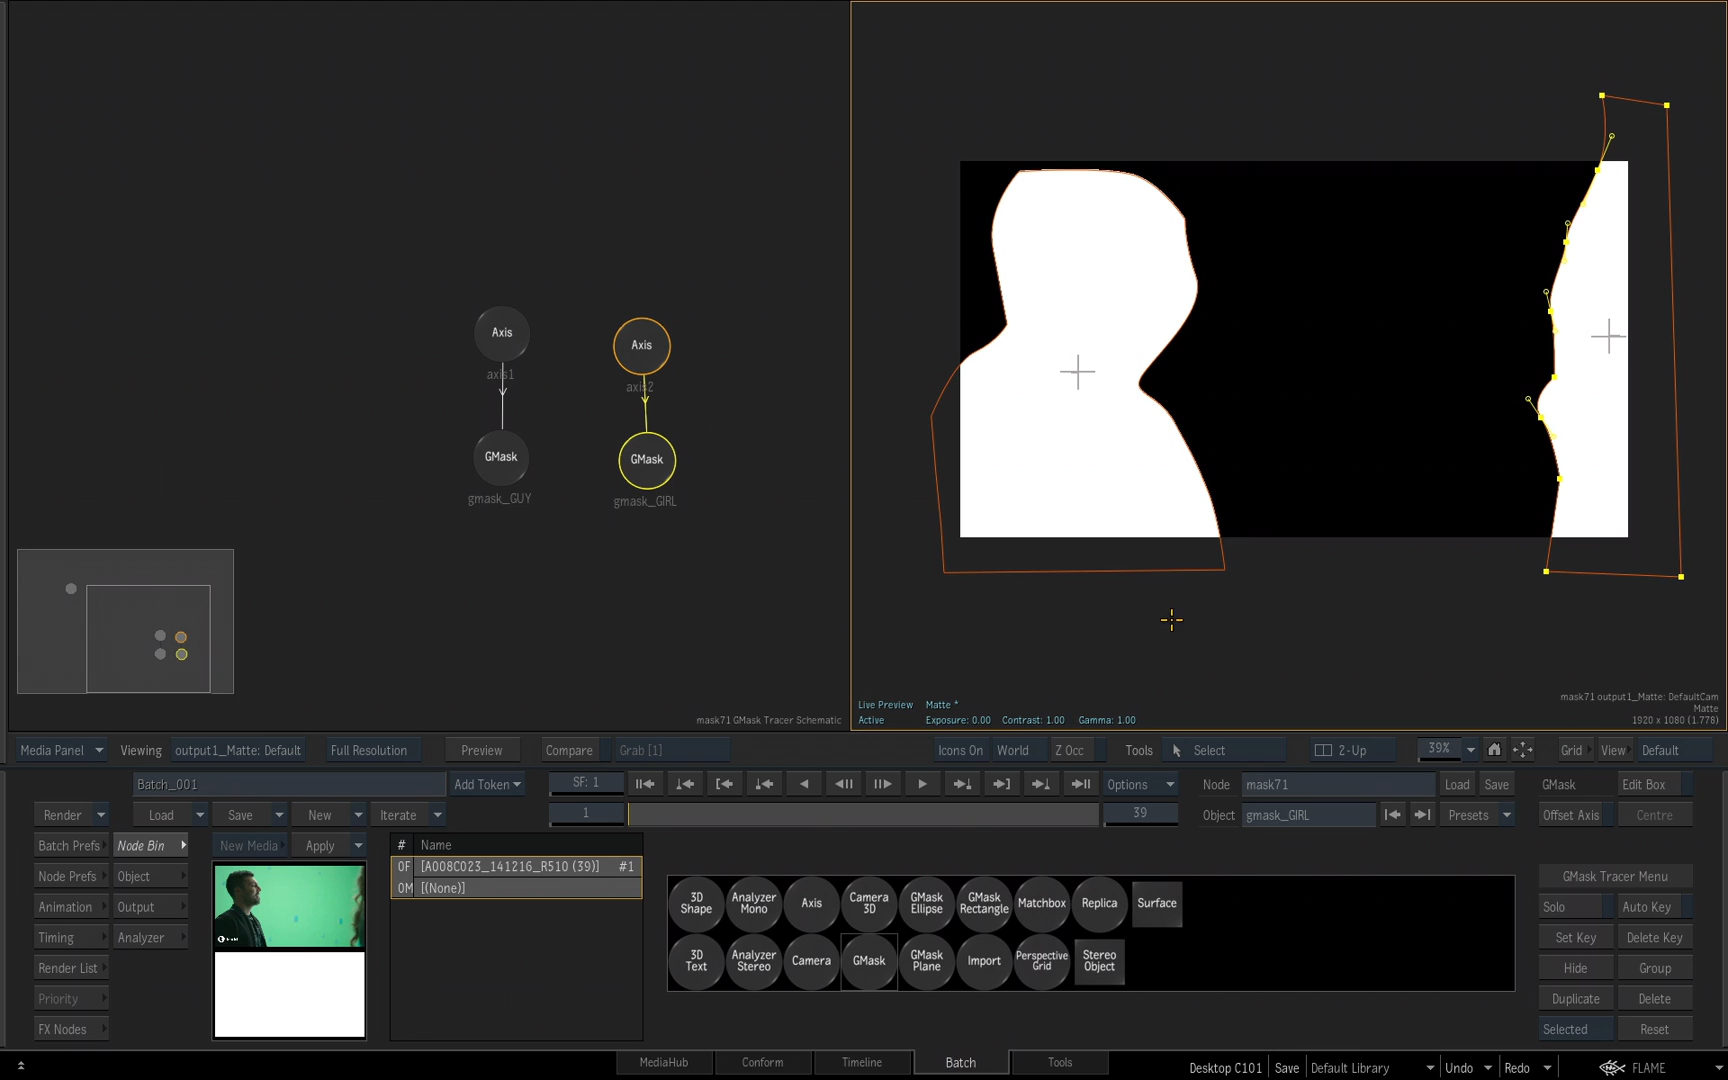 Axis
axis1
GMask
gmask_GUY
Axis
axis2
GMask
gmask_GIRL
mask71 GMask Tracer Schematic
Live Preview Matte *
Active Exposure: 0.00 Contrast: 1.00 Gamma: 1.00
mask71 output1_Matte: DefaultCam
Matte
1920 x 1080 (1.778)
Media Panel Viewing output1_Matte: Default Full Resolution Preview Compare Grab [1] Icons On World Z Occ Tools Select 2-Up 39% Grid View Default
Batch_001 Add Token SF: 1 Options Node mask71 Load Save GMask Edit Box
Render Load Save New Iterate 1 39 Object gmask_GIRL Presets Offset Axis Centre
Batch Prefs Node Bin New Media Apply # Name
Node Prefs Object 0F [A008C023_141216_R510 (39)] #1 GMask Tracer Menu
0M [(None)]
Animation Output Solo Auto Key
Timing Analyzer Set Key Delete Key
Render List Hide Group
Priority Duplicate Delete
FX Nodes Selected Reset
3D Shape Analyzer Mono Axis Camera 3D GMask Ellipse GMask Rectangle Matchbox Replica Surface
3D Text Analyzer Stereo Camera GMask GMask Plane Import Perspective Grid Stereo Object
MediaHub Conform Timeline Batch Tools Desktop C101 Save Default Library Undo Redo FLAME